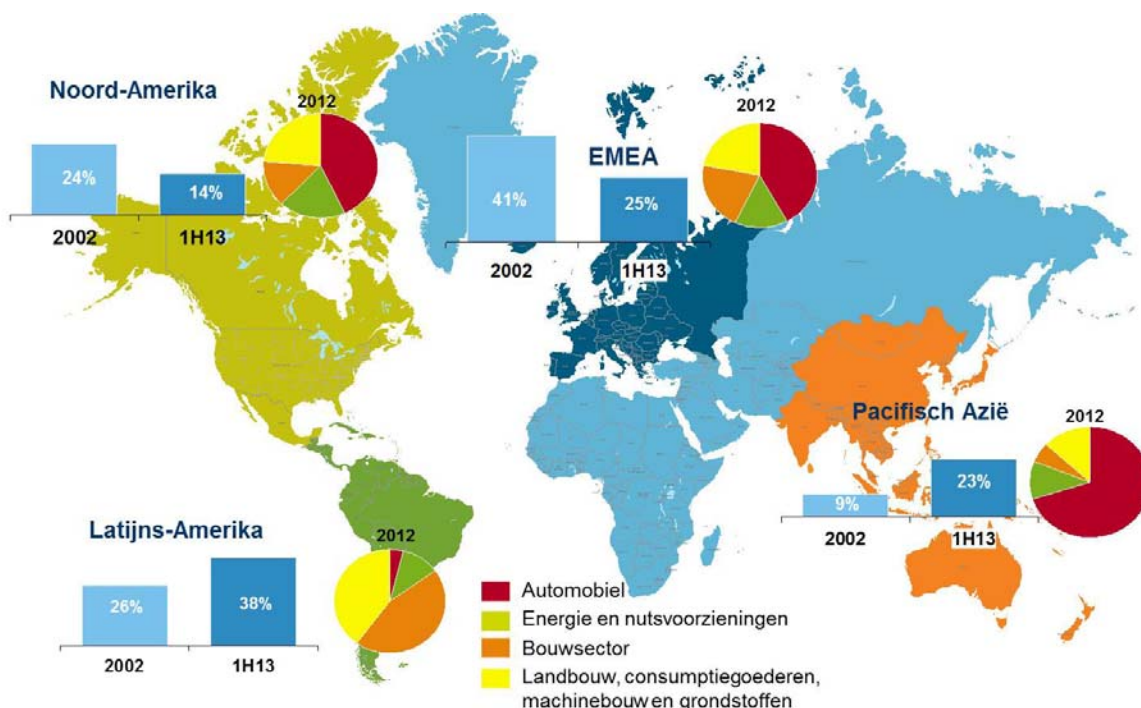 Noord-Amerika
2012
24%
14%
2002
1H13
2012
EMEA
41%
25%
2002
1H13
Pacifisch Azië
2012
9%
23%
2002
1H13
Latijns-Amerika
2012
26%
38%
2002
1H13
Automobiel
Energie en nutsvoorzieningen
Bouwsector
Landbouw, consumptiegoederen,
machinebouw en grondstoffen